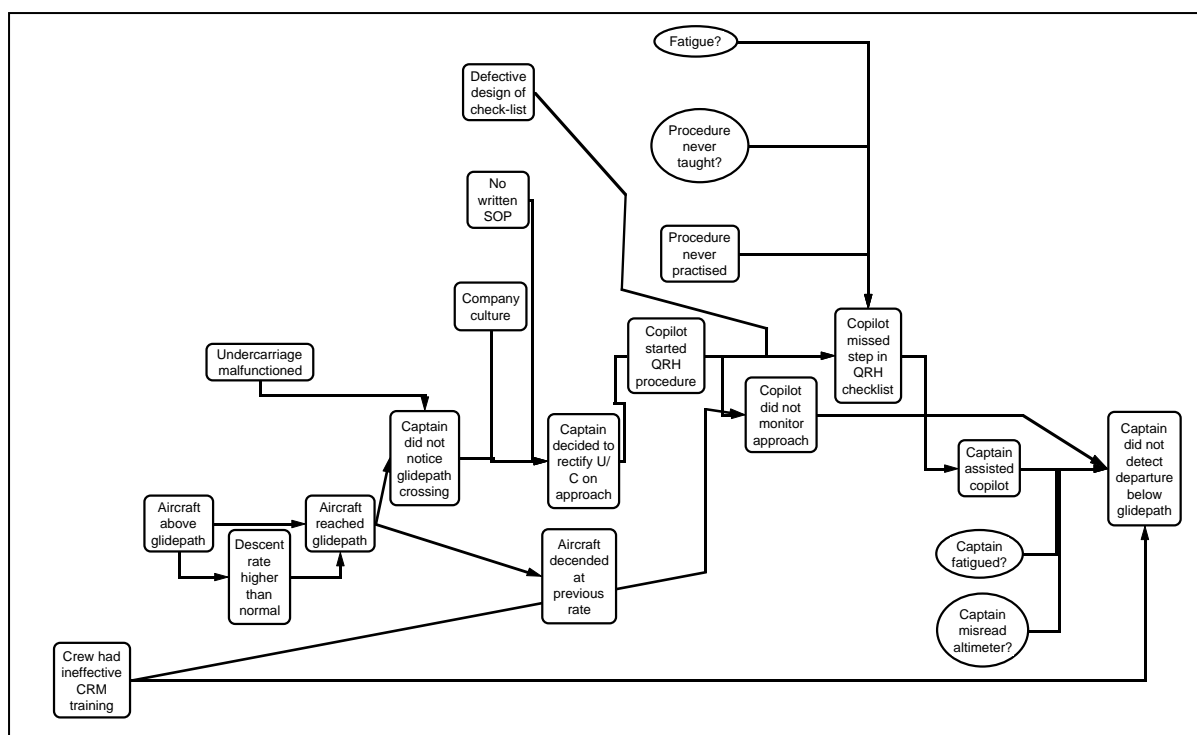 Fatigue?
Defective
design of
check-list
Procedure
never
taught?
No
written
SOP
Procedure
never
practised
Company
culture
Copilot
started
QRH
procedure
Copilot
missed
step in
QRH
checklist
Undercarriage
malfunctioned
Copilot
did not
monitor
approach
Captain
did not
notice
glidepath
crossing
Captain
decided to
rectify U/
C on
approach
Captain
did not
detect
departure
below
glidepath
Captain
assisted
copilot
Aircraft
above
glidepath
Aircraft
reached
glidepath
Descent
rate
higher
than
normal
Aircraft
decended
at
previous
rate
Captain
fatigued?
Captain
misread
altimeter?
Crew had
ineffective
CRM
training